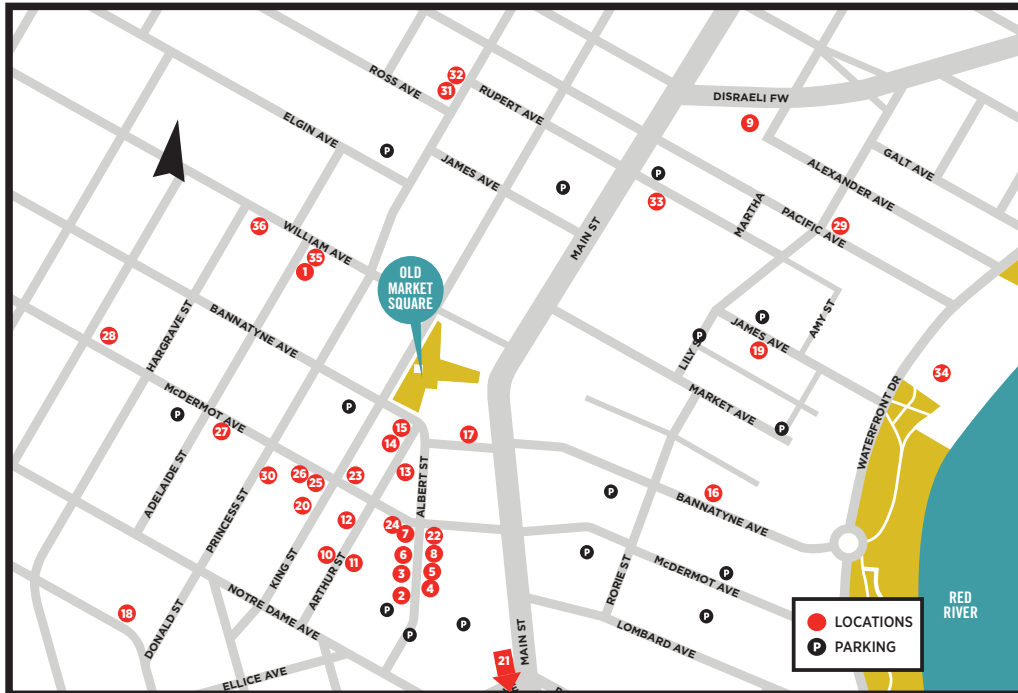 ROSS AVE
32
31
RUPERT AVE
DISRAELI FW
9
ELGIN AVE
P
JAMES AVE
P
P
33
GALT AVE
ALEXANDER AVE
MARTHA
PACIFIC AVE
29
36
WILLIAM AVE
35
1
MAIN ST
OLD
MARKET
SQUARE
HARGRAVE ST
BANNATYNE AVE
28
P
P
JAMES AVE
19
AMY ST
LILY S
MARKET AVE
P
34
WATERFRONT DR
McDERMOT AVE
P
P
27
15
14
17
13
ALBERT ST
30
26
25
23
20
ADELAIDE ST
PRINCESS ST
16
P
BANNATYNE AVE
12
24
7
22
10
11
6
8
3
5
2
4
KING ST
ARTHUR ST
P
P
P
P
McDERMOT AVE
P
RORIE ST
P
LOMBARD AVE
18
DONALD ST
NOTRE DAME AVE
ELLICE AVE
MAIN ST
21
RED
RIVER
LOCATIONS
P PARKING